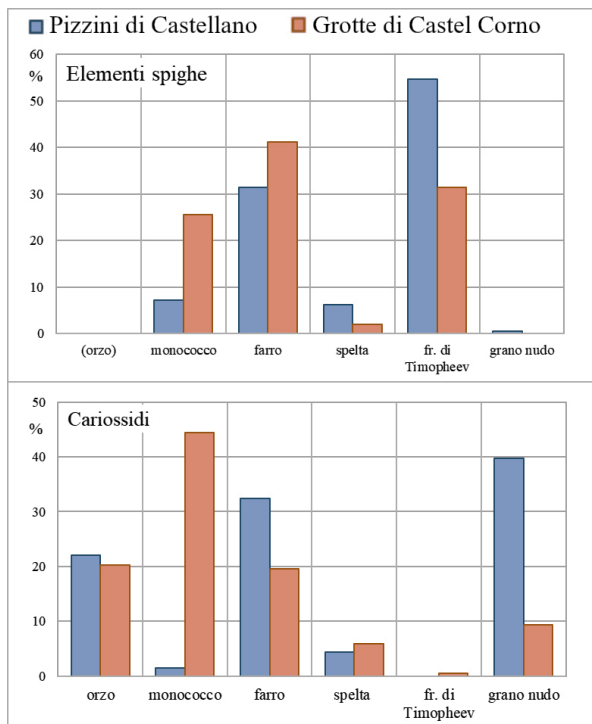 Pizzini di Castellano Grotte di Castel Corno
60
% Elementi spighe
50
40
30
20
10
0
(orzo) monococco farro spelta fr. di Timopheev grano nudo
50
% Cariossidi
40
30
20
10
0
orzo monococco farro spelta fr. di Timopheev grano nudo